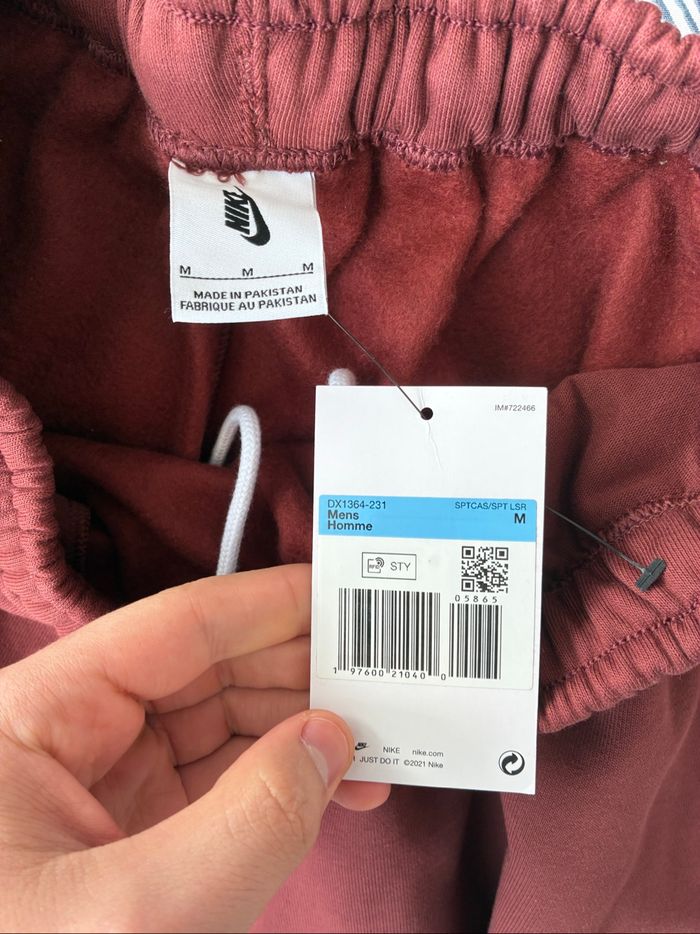 NIKE
M M M
MADE IN PAKISTAN
FABRIQUE AU PAKISTAN
IM#722466
DX1364-231 SPTCAS/SPT LSR
Mens M
Homme
RFID STY
05865
1 97600 21040 0
NIKE nike.com
JUST DO IT ©2021 Nike